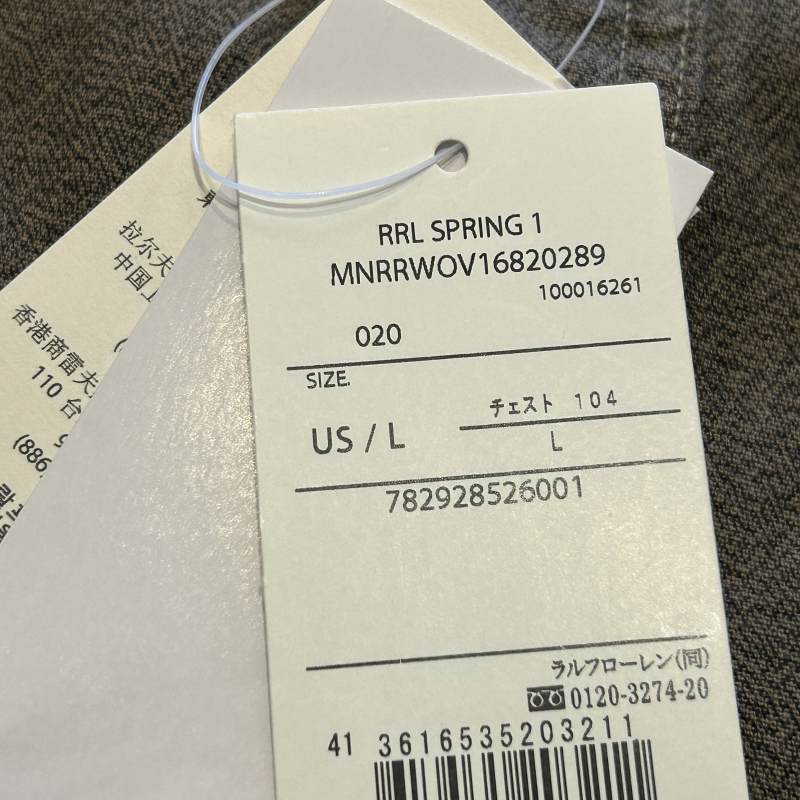 RRL SPRING 1
MNRRWOV16820289
100016261
020
SIZE.
US / L
チェスト 104
L
782928526001
ラルフローレン(同)
0120-3274-20
41 3616535203211
拉尔夫
中国上
香港商雷夫
110 台
(886